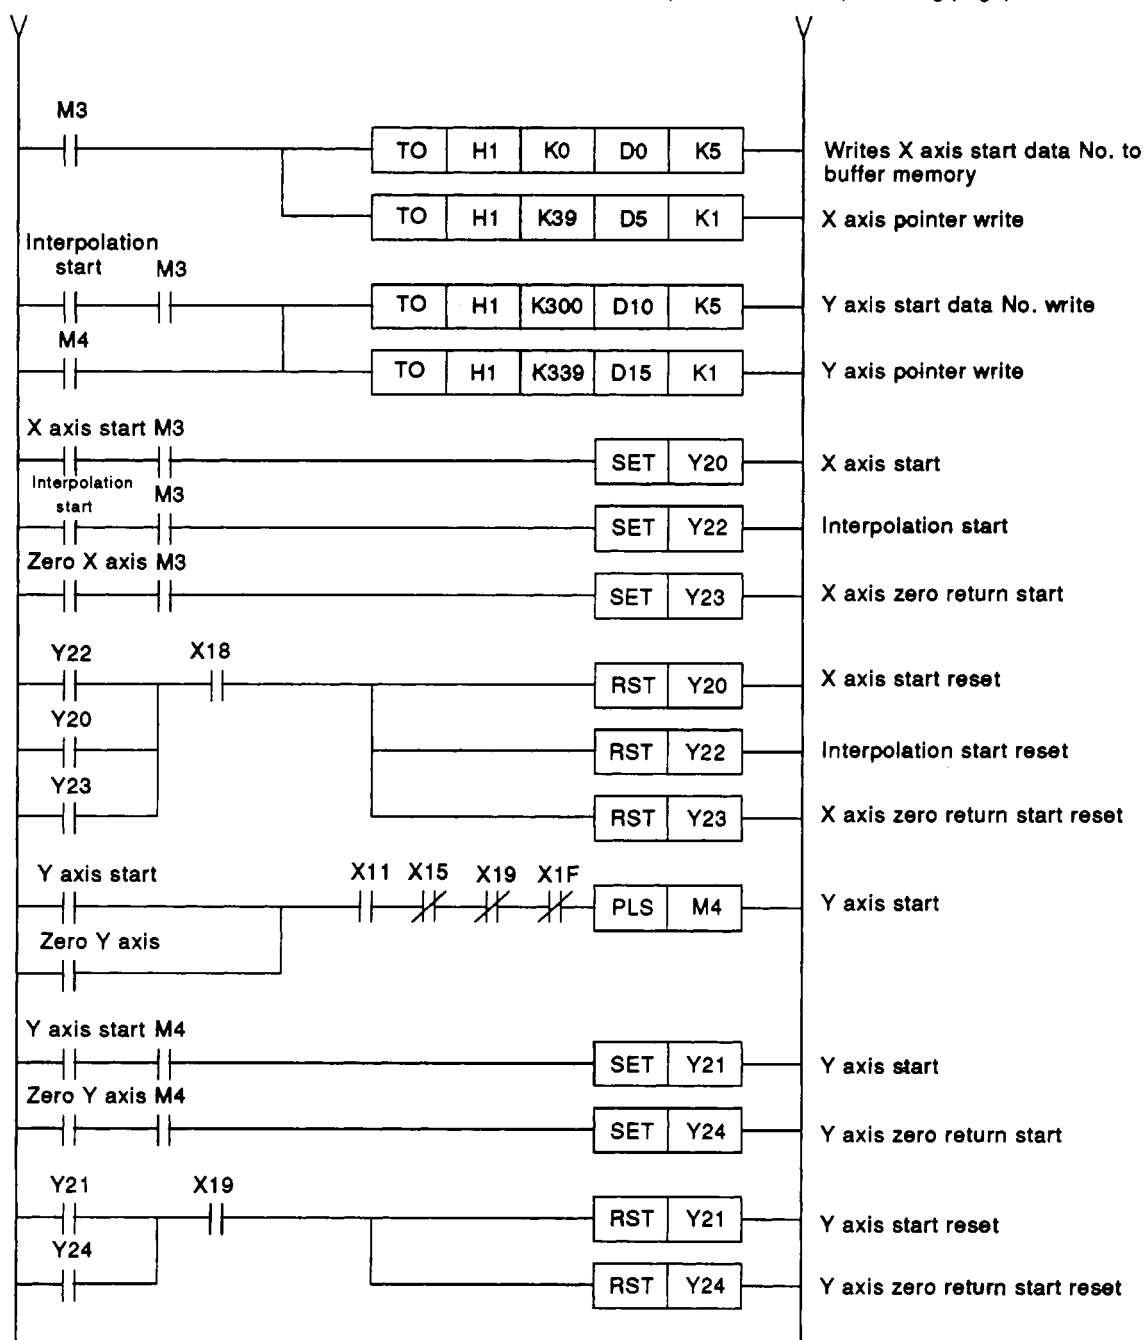 M3
TO H1 K0 D0 K5 Writes X axis start data No. to
buffer memory
TO H1 K39 D5 K1 X axis pointer write
Interpolation
start M3
TO H1 K300 D10 K5 Y axis start data No. write
M4
TO H1 K339 D15 K1 Y axis pointer write
X axis start M3
SET Y20 X axis start
Interpolation
start M3
SET Y22 Interpolation start
Zero X axis M3
SET Y23 X axis zero return start
Y22 X18
RST Y20 X axis start reset
Y20
RST Y22 Interpolation start reset
Y23
RST Y23 X axis zero return start reset
Y axis start X11 X15 X19 X1F
PLS M4 Y axis start
Zero Y axis
Y axis start M4
SET Y21 Y axis start
Zero Y axis M4
SET Y24 Y axis zero return start
Y21 X19
RST Y21 Y axis start reset
Y24
RST Y24 Y axis zero return start reset